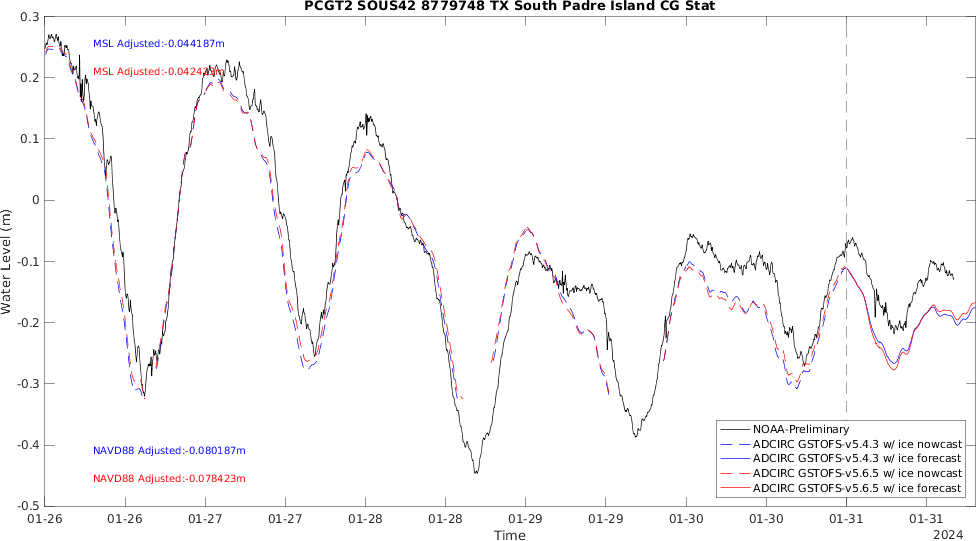 PCGT2 SOUS42 8779748 TX South Padre Island CG Stat
0.3
0.2
0.1
0
-0.1
-0.2
-0.3
-0.4
-0.5
Water Level (m)
MSL Adjusted:-0.044187m
MSL Adjusted:-0.042423m
NAVD88 Adjusted:-0.080187m
NAVD88 Adjusted:-0.078423m
NOAA-Preliminary
ADCIRC GSTOFS-v5.4.3 w/ ice nowcast
ADCIRC GSTOFS-v5.4.3 w/ ice forecast
ADCIRC GSTOFS-v5.6.5 w/ ice nowcast
ADCIRC GSTOFS-v5.6.5 w/ ice forecast
01-26 01-26 01-27 01-27 01-28 01-28 01-29 01-29 01-30 01-30 01-31 01-31
2024
Time